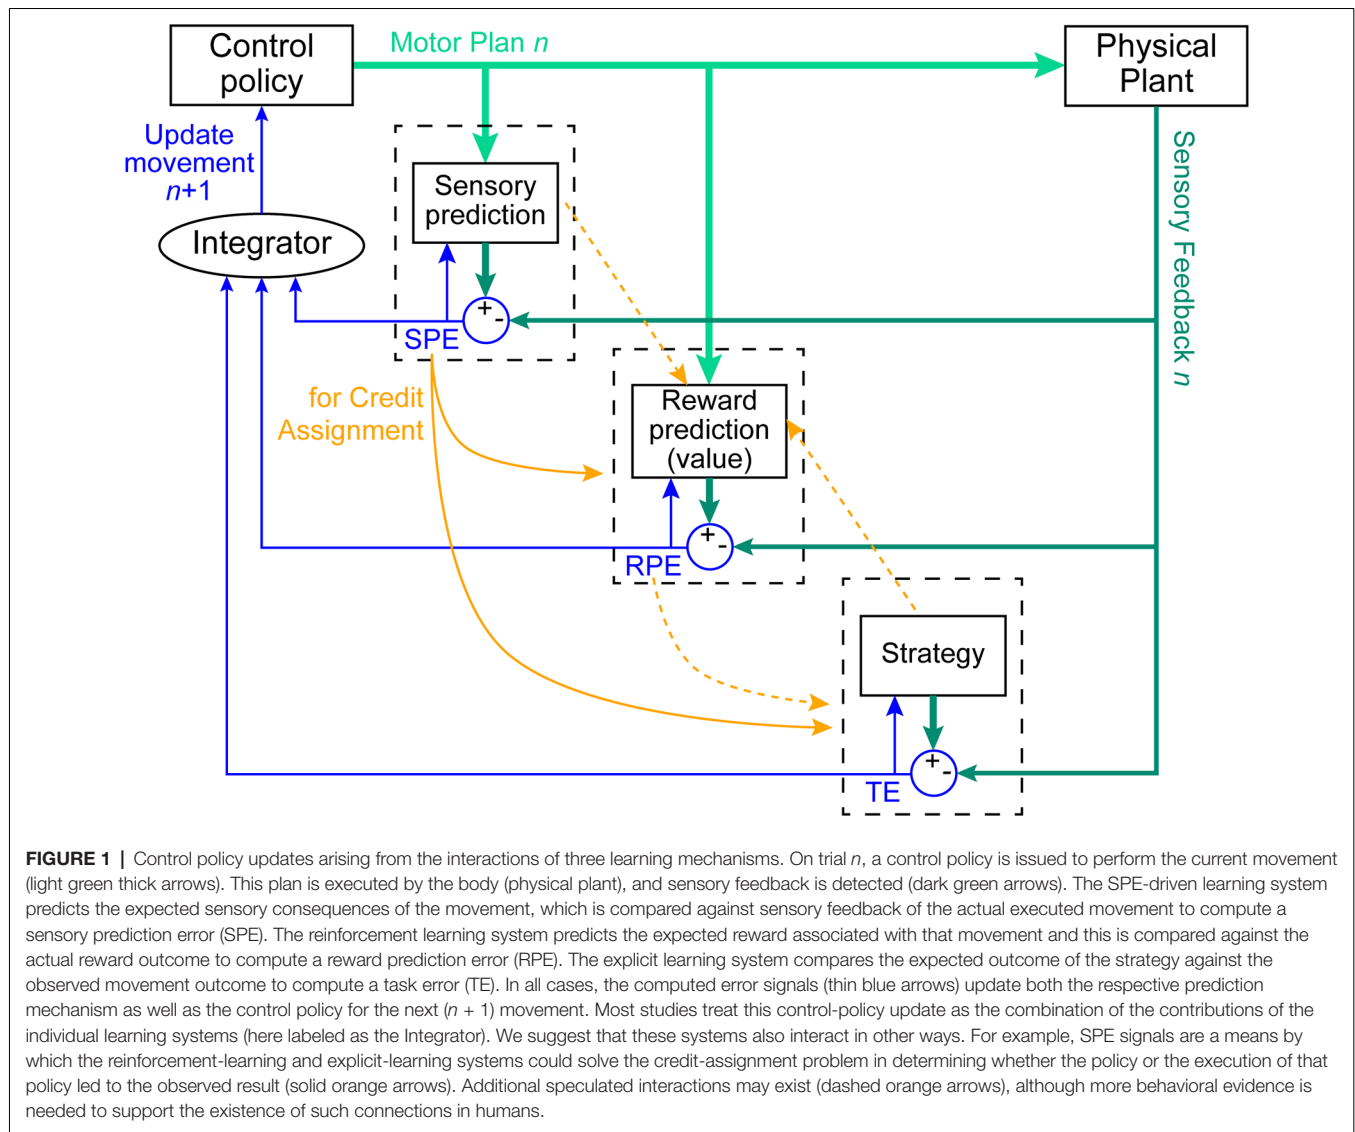 Control
policy
Motor Plan n
Physical
Plant
Update
movement
n+1
Sensory
prediction
Sensory Feedback n
Integrator
+
-
SPE
for Credit
Assignment
Reward
prediction
(value)
+
-
RPE
Strategy
+
-
TE
FIGURE 1 | Control policy updates arising from the interactions of three learning mechanisms. On trial n, a control policy is issued to perform the current movement
(light green thick arrows). This plan is executed by the body (physical plant), and sensory feedback is detected (dark green arrows). The SPE-driven learning system
predicts the expected sensory consequences of the movement, which is compared against sensory feedback of the actual executed movement to compute a
sensory prediction error (SPE). The reinforcement learning system predicts the expected reward associated with that movement and this is compared against the
actual reward outcome to compute a reward prediction error (RPE). The explicit learning system compares the expected outcome of the strategy against the
observed movement outcome to compute a task error (TE). In all cases, the computed error signals (thin blue arrows) update both the respective prediction
mechanism as well as the control policy for the next (n + 1) movement. Most studies treat this control-policy update as the combination of the contributions of the
individual learning systems (here labeled as the Integrator). We suggest that these systems also interact in other ways. For example, SPE signals are a means by
which the reinforcement-learning and explicit-learning systems could solve the credit-assignment problem in determining whether the policy or the execution of that
policy led to the observed result (solid orange arrows). Additional speculated interactions may exist (dashed orange arrows), although more behavioral evidence is
needed to support the existence of such connections in humans.